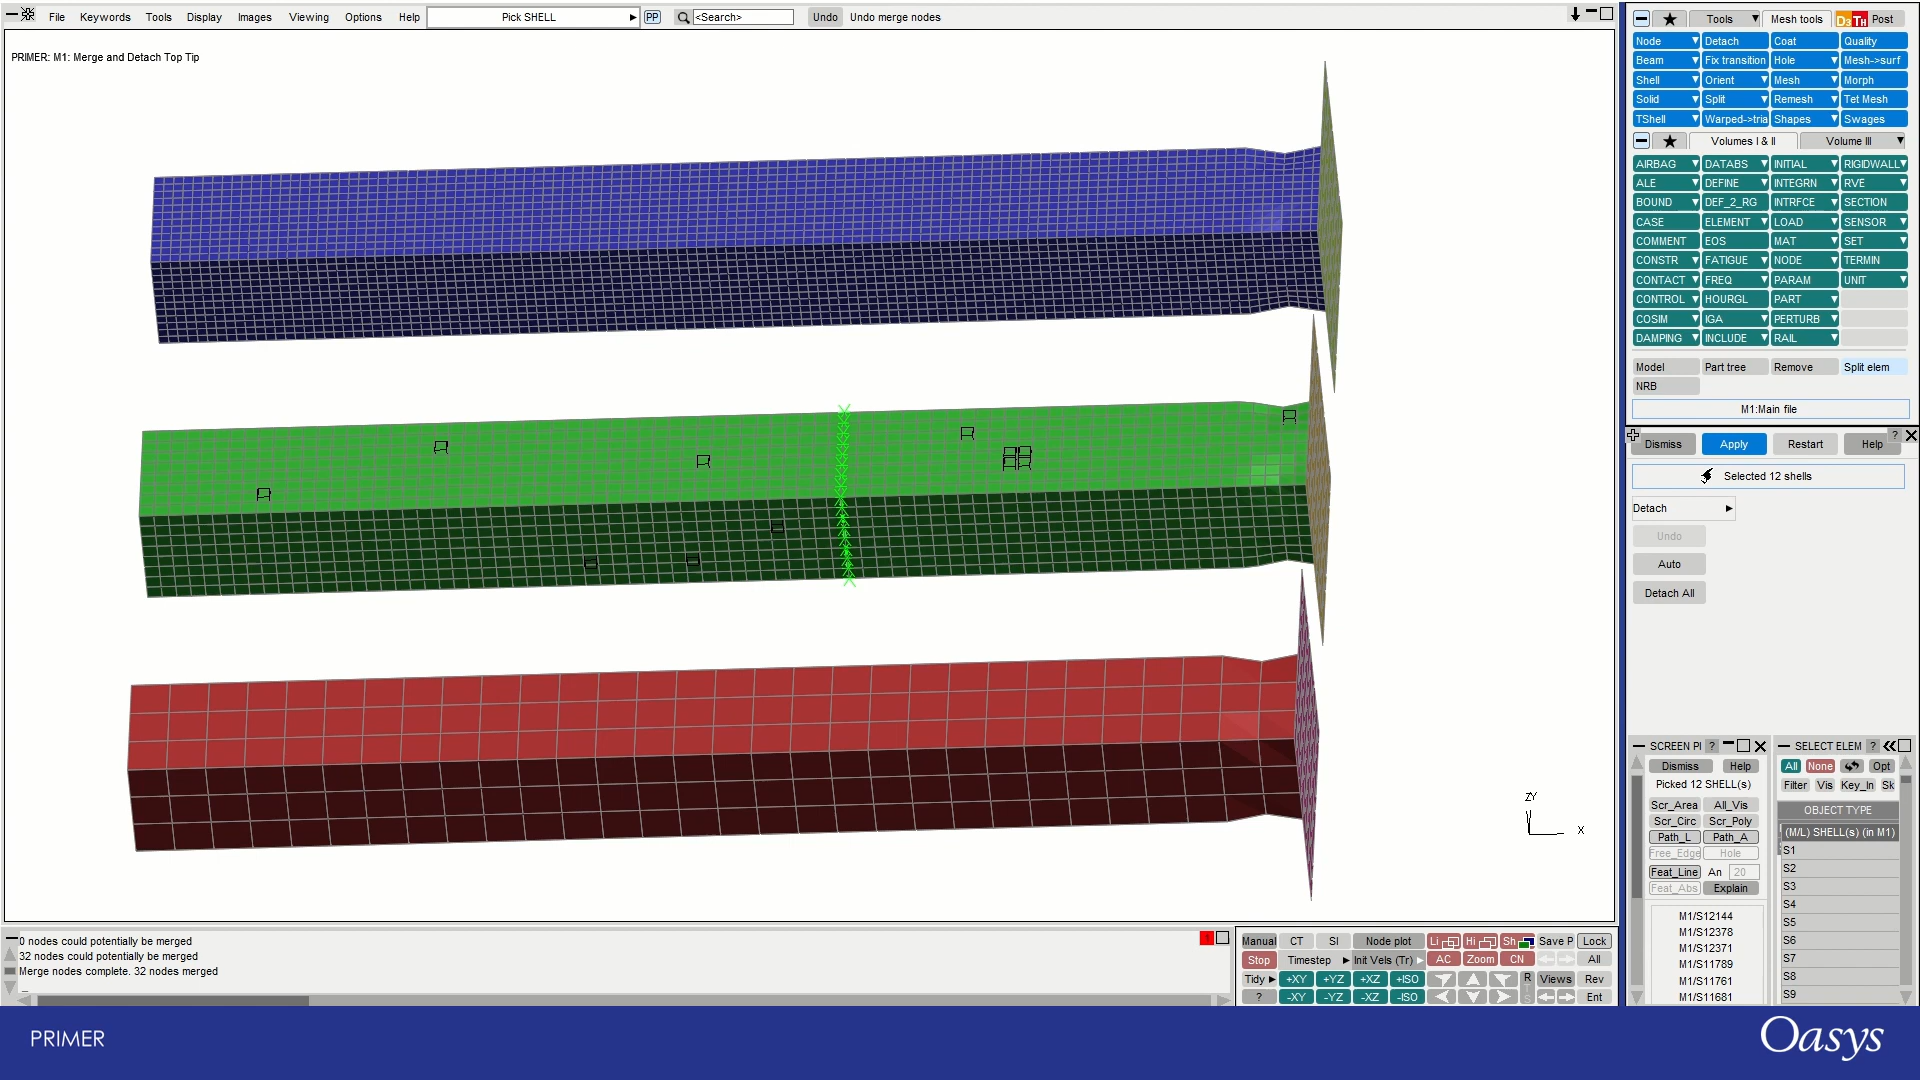 File Keywords Tools Display Images Viewing Options Help Pick SHELL PP <Search> Undo Undo merge nodes
PRIMER: M1: Merge and Detach Top Tip
ZY
X
0 nodes could potentially be merged
32 nodes could potentially be merged
Merge nodes complete. 32 nodes merged
Manual CT SI Node plot Li Hi Sh Save P Lock
Stop Timestep Init Vels (Tr) AC Zoom CN All
Tidy +XY +YZ +XZ +ISO R Views Rev
? -XY -YZ -XZ -ISO Ent
Tools Mesh tools D3 TH Post
Node Detach Coat Quality
Beam Fix transition Hole Mesh->surf
Shell Orient Mesh Morph
Solid Split Remesh Tet Mesh
TShell Warped->tria Shapes Swages
Volumes I & II Volume III
AIRBAG DATABS INITIAL RIGIDWALL
ALE DEFINE INTEGRN RVE
BOUND DEF_2_RG INTRFCE SECTION
CASE ELEMENT LOAD SENSOR
COMMENT EOS MAT SET
CONSTR FATIGUE NODE TERMIN
CONTACT FREQ PARAM UNIT
CONTROL HOURGL PART
COSIM IGA PERTURB
DAMPING INCLUDE RAIL
Model Part tree Remove Split elem
NRB
M1:Main file
Dismiss Apply Restart Help ?
Selected 12 shells
Detach
Undo
Auto
Detach All
SCREEN PI ?
Dismiss Help
Picked 12 SHELL(s)
Scr_Area All_Vis
Scr_Circ Scr_Poly
Path_L Path_A
Free_Edge Hole
Feat_Line An 20
Feat_Abs Explain
M1/S12144
M1/S12378
M1/S12371
M1/S11789
M1/S11761
M1/S11681
SELECT ELEM ?
All None Opt
Filter Vis Key_In Sk
OBJECT TYPE
(M/L) SHELL(s) (in M1)
S1
S2
S3
S4
S5
S6
S7
S8
S9
PRIMER
Oasys